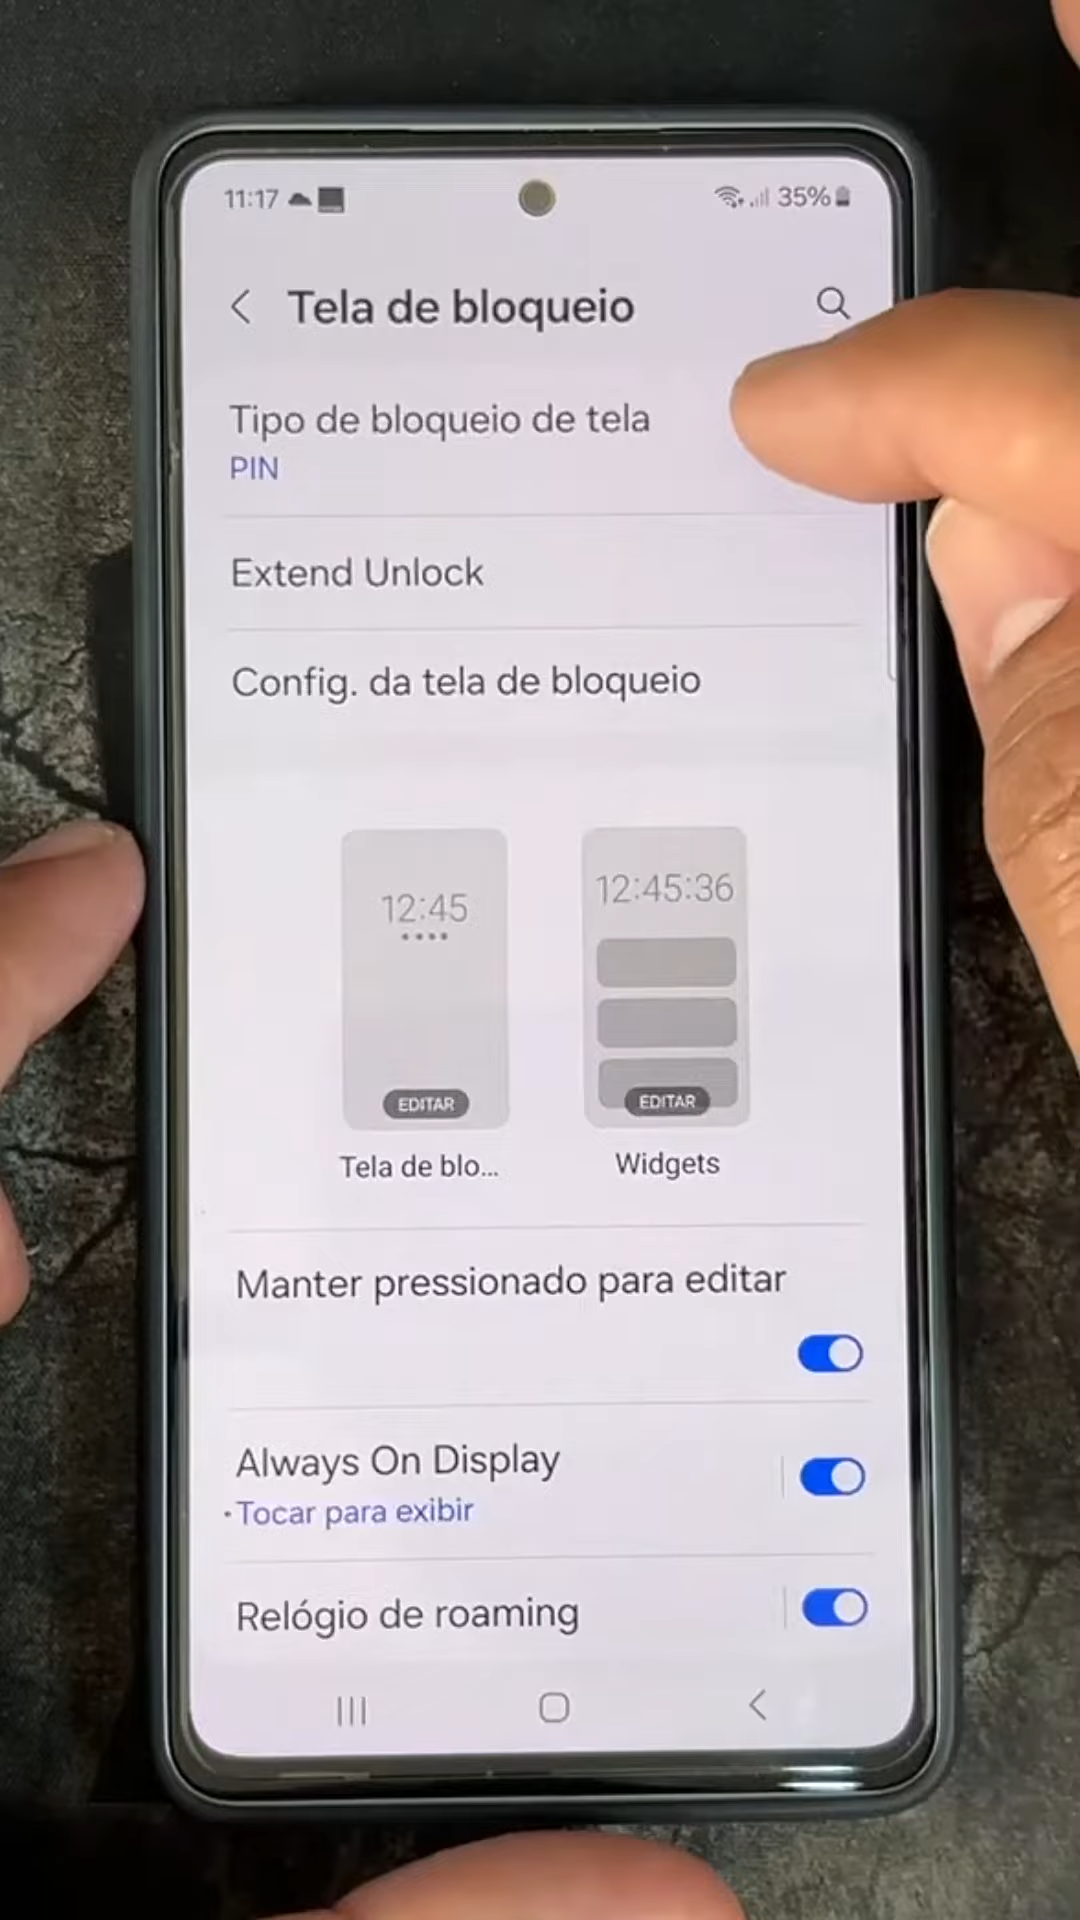 11:17
35%
Tela de bloqueio
Tipo de bloqueio de tela
PIN
Extend Unlock
Config. da tela de bloqueio
12:45
12:45:36
EDITAR
EDITAR
Tela de blo...
Widgets
Manter pressionado para editar
Always On Display
Tocar para exibir
Relógio de roaming